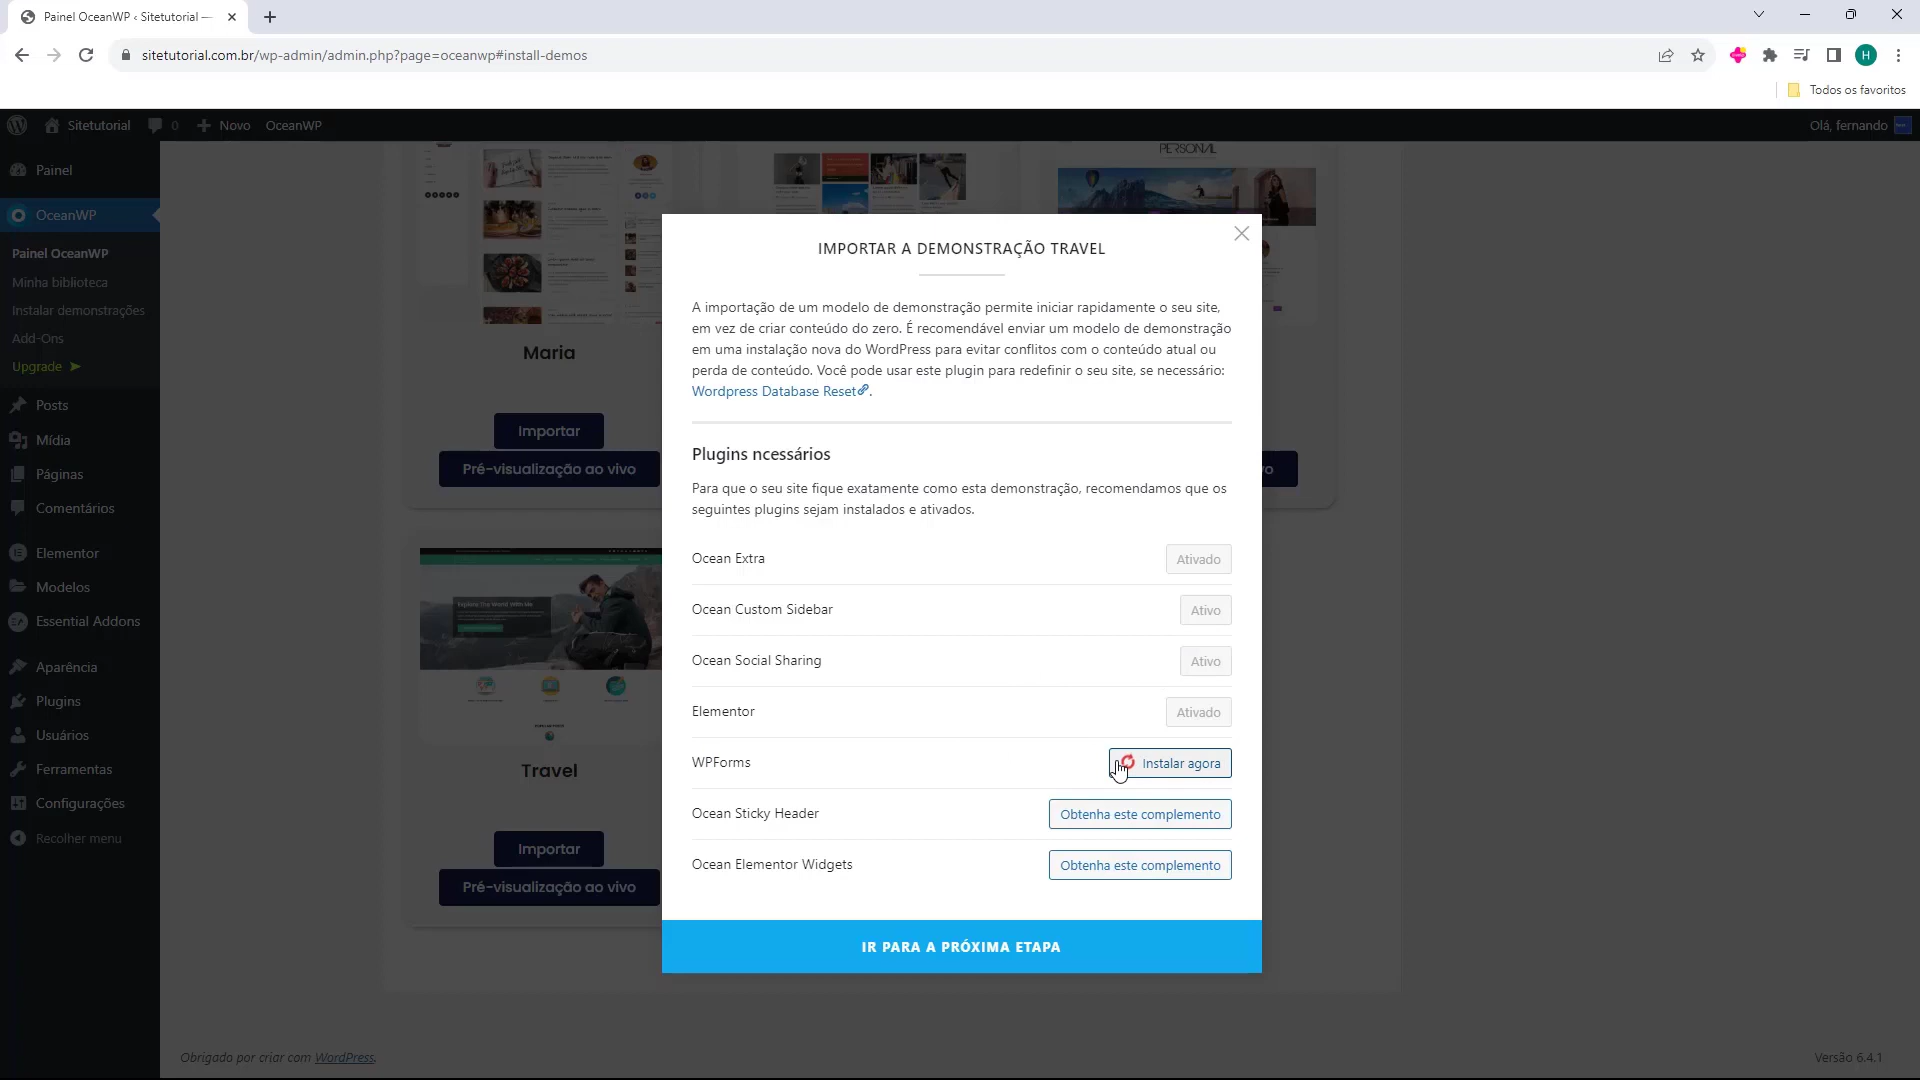 Painel OceanWP ‹ Sitetutorial —
sitetutorial.com.br/wp-admin/admin.php?page=oceanwp#install-demos
H
Todos os favoritos
Sitetutorial
0
Novo
OceanWP
Olá, fernando
Painel
OceanWP
Painel OceanWP
Minha biblioteca
Instalar demonstrações
Add-Ons
Upgrade
Posts
Mídia
Páginas
Comentários
Elementor
Modelos
Essential Addons
Aparência
Plugins
Usuários
Ferramentas
Configurações
Recolher menu
PERSONAL
Maria
Importar
Pré-visualização ao vivo
vo
Explore The World With Me
Travel
Importar
Pré-visualização ao vivo
IMPORTAR A DEMONSTRAÇÃO TRAVEL
A importação de um modelo de demonstração permite iniciar rapidamente o seu site,
em vez de criar conteúdo do zero. É recomendável enviar um modelo de demonstração
em uma instalação nova do WordPress para evitar conflitos com o conteúdo atual ou
perda de conteúdo. Você pode usar este plugin para redefinir o seu site, se necessário:
Wordpress Database Reset.
Plugins ncessários
Para que o seu site fique exatamente como esta demonstração, recomendamos que os
seguintes plugins sejam instalados e ativados.
Ocean Extra
Ativado
Ocean Custom Sidebar
Ativo
Ocean Social Sharing
Ativo
Elementor
Ativado
WPForms
Instalar agora
Ocean Sticky Header
Obtenha este complemento
Ocean Elementor Widgets
Obtenha este complemento
IR PARA A PRÓXIMA ETAPA
Obrigado por criar com WordPress.
Versão 6.4.1